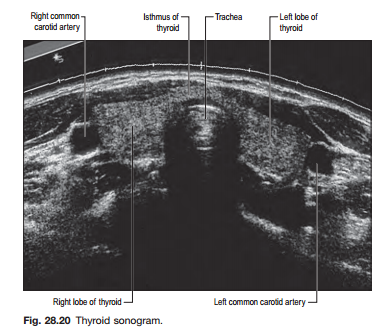 Right common
carotid artery
Isthmus of
thyroid
Trachea
Left lobe of
thyroid
Right lobe of thyroid
Left common carotid artery
Fig. 28.20 Thyroid sonogram.